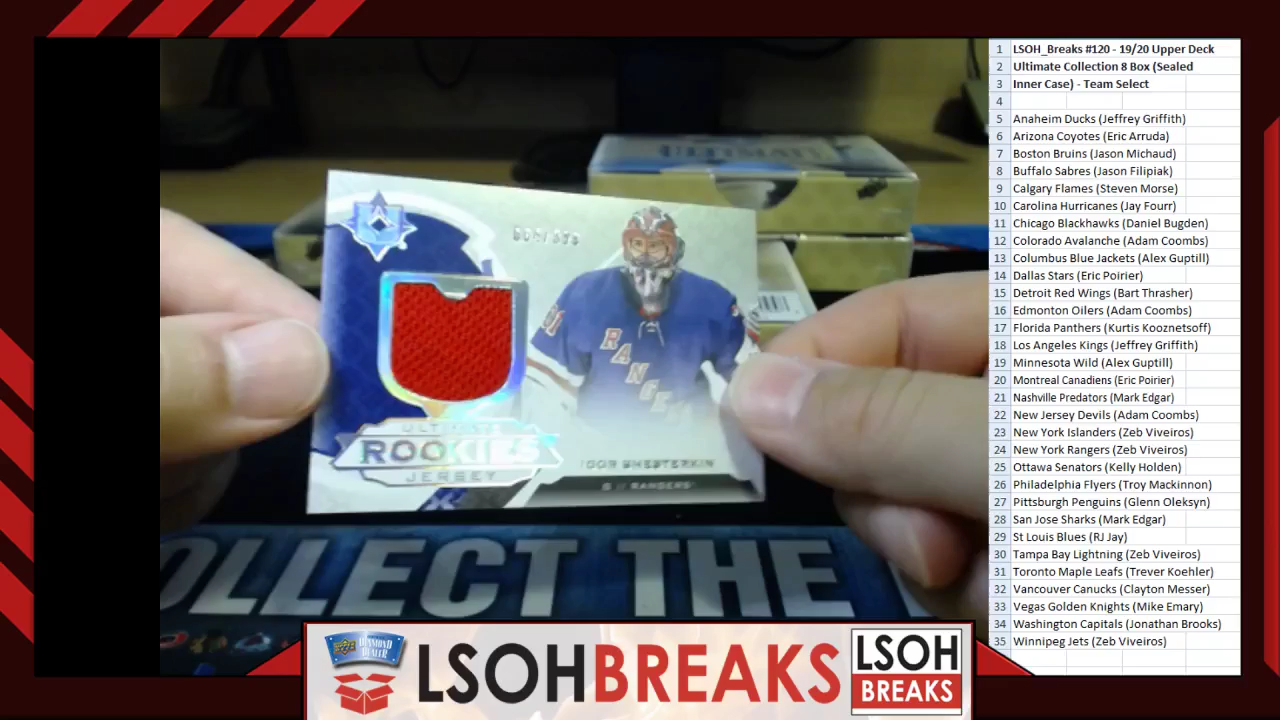 1 LSOH_Breaks #120 - 19/20 Upper Deck
2 Ultimate Collection 8 Box (Sealed
3 Inner Case) - Team Select
4
5 Anaheim Ducks (Jeffrey Griffith)
6 Arizona Coyotes (Eric Arruda)
7 Boston Bruins (Jason Michaud)
8 Buffalo Sabres (Jason Filipiak)
9 Calgary Flames (Steven Morse)
10 Carolina Hurricanes (Jay Fourr)
11 Chicago Blackhawks (Daniel Bugden)
12 Colorado Avalanche (Adam Coombs)
13 Columbus Blue Jackets (Alex Guptill)
14 Dallas Stars (Eric Poirier)
15 Detroit Red Wings (Bart Thrasher)
16 Edmonton Oilers (Adam Coombs)
17 Florida Panthers (Kurtis Kooznetsoff)
18 Los Angeles Kings (Jeffrey Griffith)
19 Minnesota Wild (Alex Guptill)
20 Montreal Canadiens (Eric Poirier)
21 Nashville Predators (Mark Edgar)
22 New Jersey Devils (Adam Coombs)
23 New York Islanders (Zeb Viveiros)
24 New York Rangers (Zeb Viveiros)
25 Ottawa Senators (Kelly Holden)
26 Philadelphia Flyers (Troy Mackinnon)
27 Pittsburgh Penguins (Glenn Oleksyn)
28 San Jose Sharks (Mark Edgar)
29 St Louis Blues (RJ Jay)
30 Tampa Bay Lightning (Zeb Viveiros)
31 Toronto Maple Leafs (Trever Koehler)
32 Vancouver Canucks (Clayton Messer)
33 Vegas Golden Knights (Mike Emary)
34 Washington Capitals (Jonathan Brooks)
35 Winnipeg Jets (Zeb Viveiros)
ULTIMATE
RANGE
ULTIMATE
ROOKIES
JERSEY
IGOR SHESTERKIN
G // RANGERS
OLLECT THE
DIAMOND
DEALER
LSOHBREAKS
LSOH
BREAKS